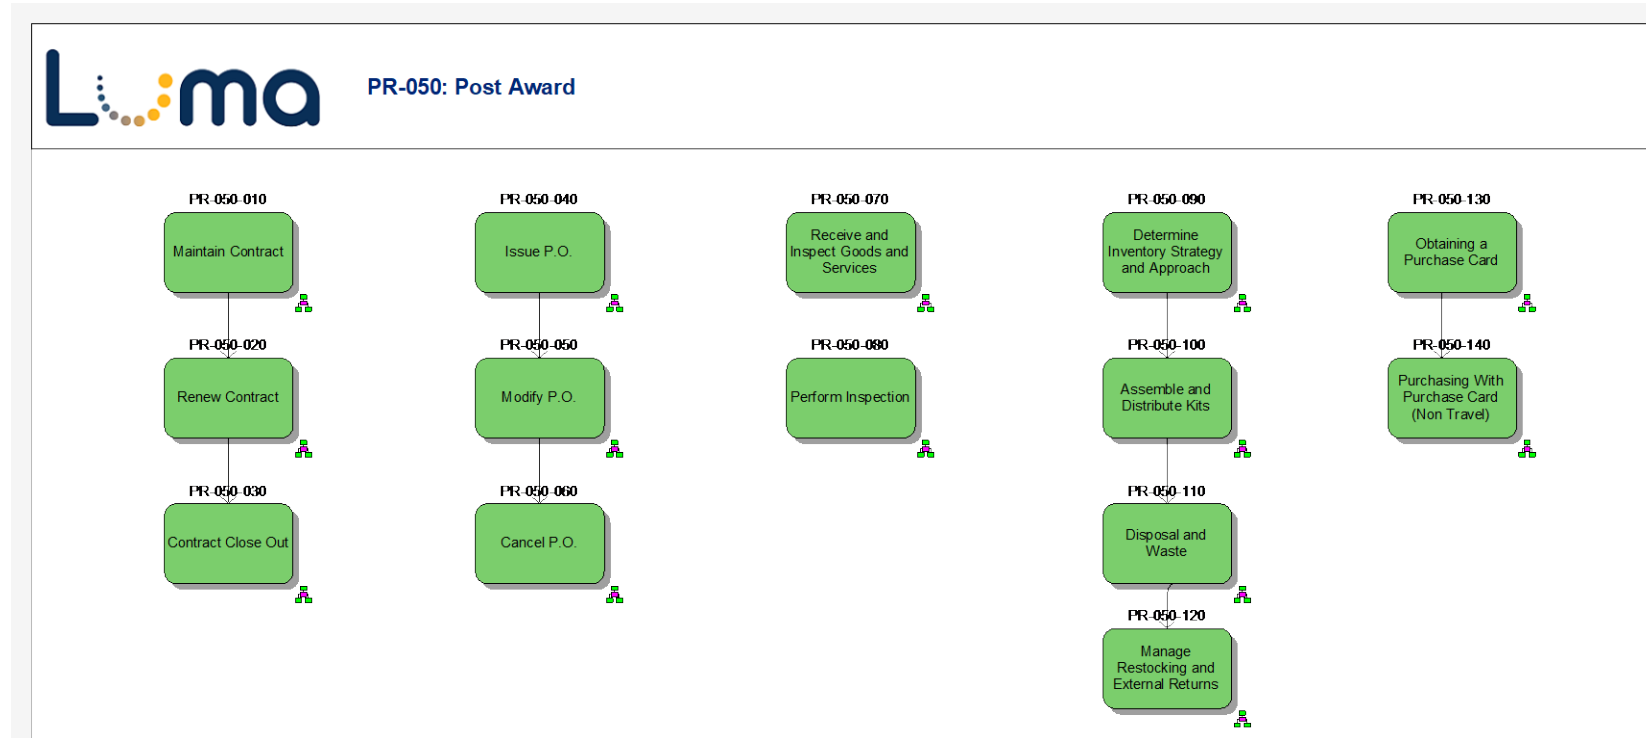 Luma
PR-050: Post Award
PR-050-010
Maintain Contract
PR-050-020
Renew Contract
PR-050-030
Contract Close Out
PR-050-040
Issue P.O.
PR-050-050
Modify P.O.
PR-050-060
Cancel P.O.
PR-050-070
Receive and
Inspect Goods and
Services
PR-050-080
Perform Inspection
PR-050-090
Determine
Inventory Strategy
and Approach
PR-050-100
Assemble and
Distribute Kits
PR-050-110
Disposal and
Waste
PR-050-120
Manage
Restocking and
External Returns
PR-050-130
Obtaining a
Purchase Card
PR-050-140
Purchasing With
Purchase Card
(Non Travel)